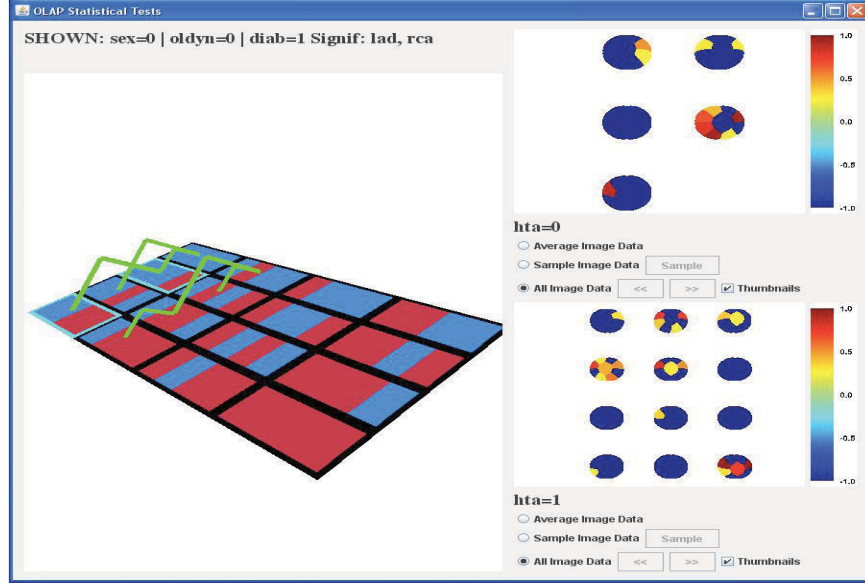 OLAP Statistical Tests
SHOWN: sex=0 | oldyn=0 | diab=1 Signif: lad, rca
1.0
0.5
0.0
-0.5
-1.0
hta=0
Average Image Data
Sample Image Data Sample
All Image Data << >> Thumbnails
1.0
0.5
0.0
-0.5
-1.0
hta=1
Average Image Data
Sample Image Data Sample
All Image Data << >> Thumbnails